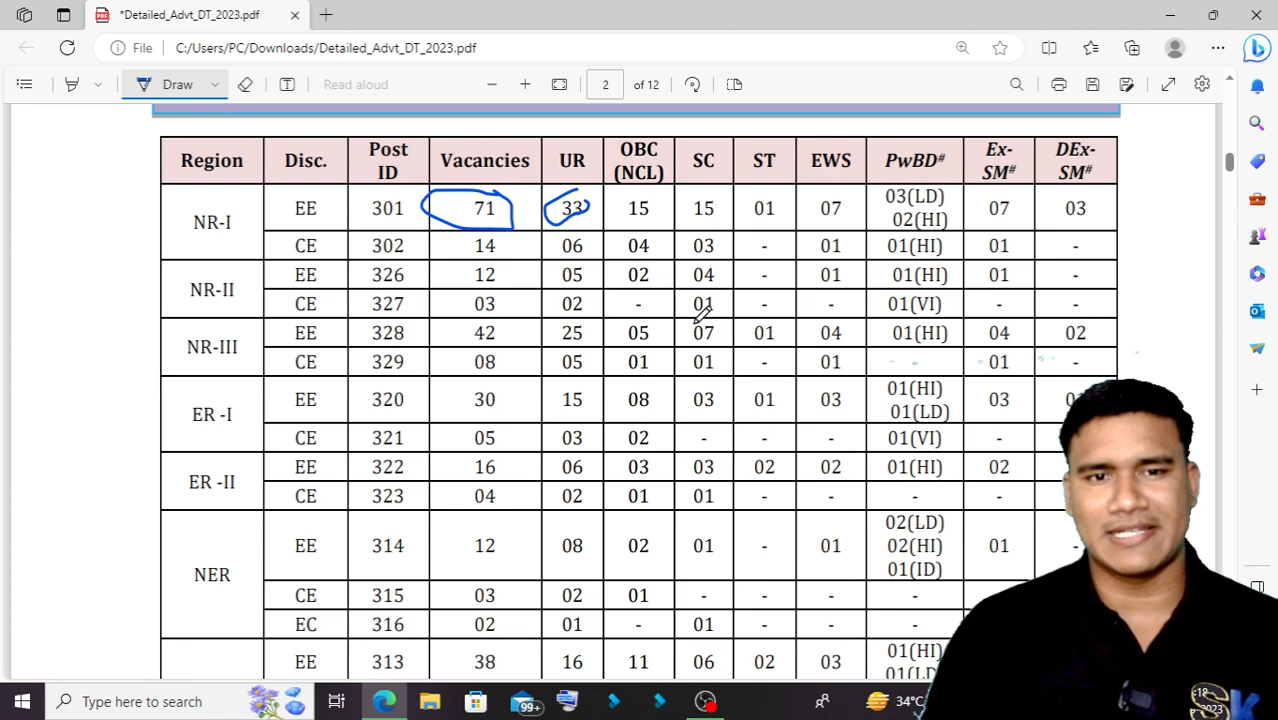 *Detailed_Advt_DT_2023.pdf
File C:/Users/PC/Downloads/Detailed_Advt_DT_2023.pdf
Draw Read aloud 2 of 12
Region Disc. Post ID Vacancies UR OBC (NCL) SC ST EWS PwBD# Ex-SM# DEx-SM#
NR-I EE 301 71 33 15 15 01 07 03(LD) 02(HI) 07 03
CE 302 14 06 04 03 - 01 01(HI) 01 -
NR-II EE 326 12 05 02 04 - 01 01(HI) 01 -
CE 327 03 02 - 01 - - 01(VI) - -
NR-III EE 328 42 25 05 07 01 04 01(HI) 04 02
CE 329 08 05 01 01 - 01 - 01 -
ER -I EE 320 30 15 08 03 01 03 01(HI) 01(LD) 03
CE 321 05 03 02 - - - 01(VI) - -
ER -II EE 322 16 06 03 03 02 02 01(HI) 02
CE 323 04 02 01 01 - - - -
NER EE 314 12 08 02 01 - 01 02(LD) 02(HI) 01(ID) 01 -
CE 315 03 02 01 - - - -
EC 316 02 01 - 01 - - -
EE 313 38 16 11 06 02 03 01(HI)
Type here to search 99+ 34°
SK